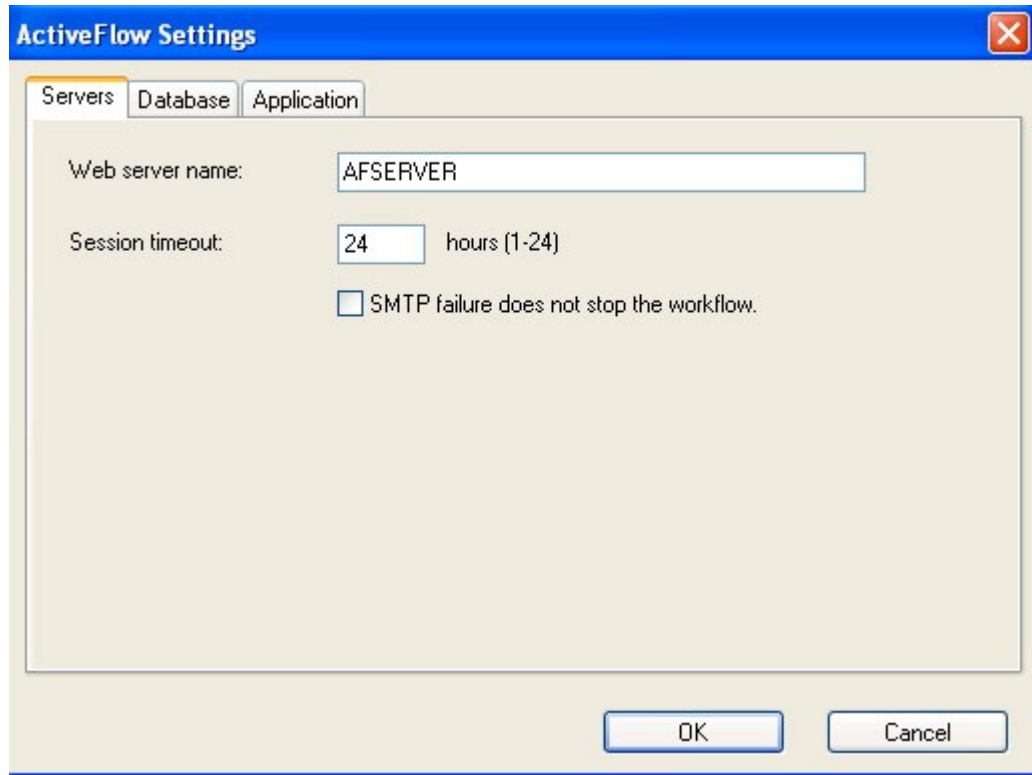 ActiveFlow Settings
Servers Database Application
Web server name: AFSERVER
Session timeout: 24 hours (1-24)
SMTP failure does not stop the workflow.
OK Cancel